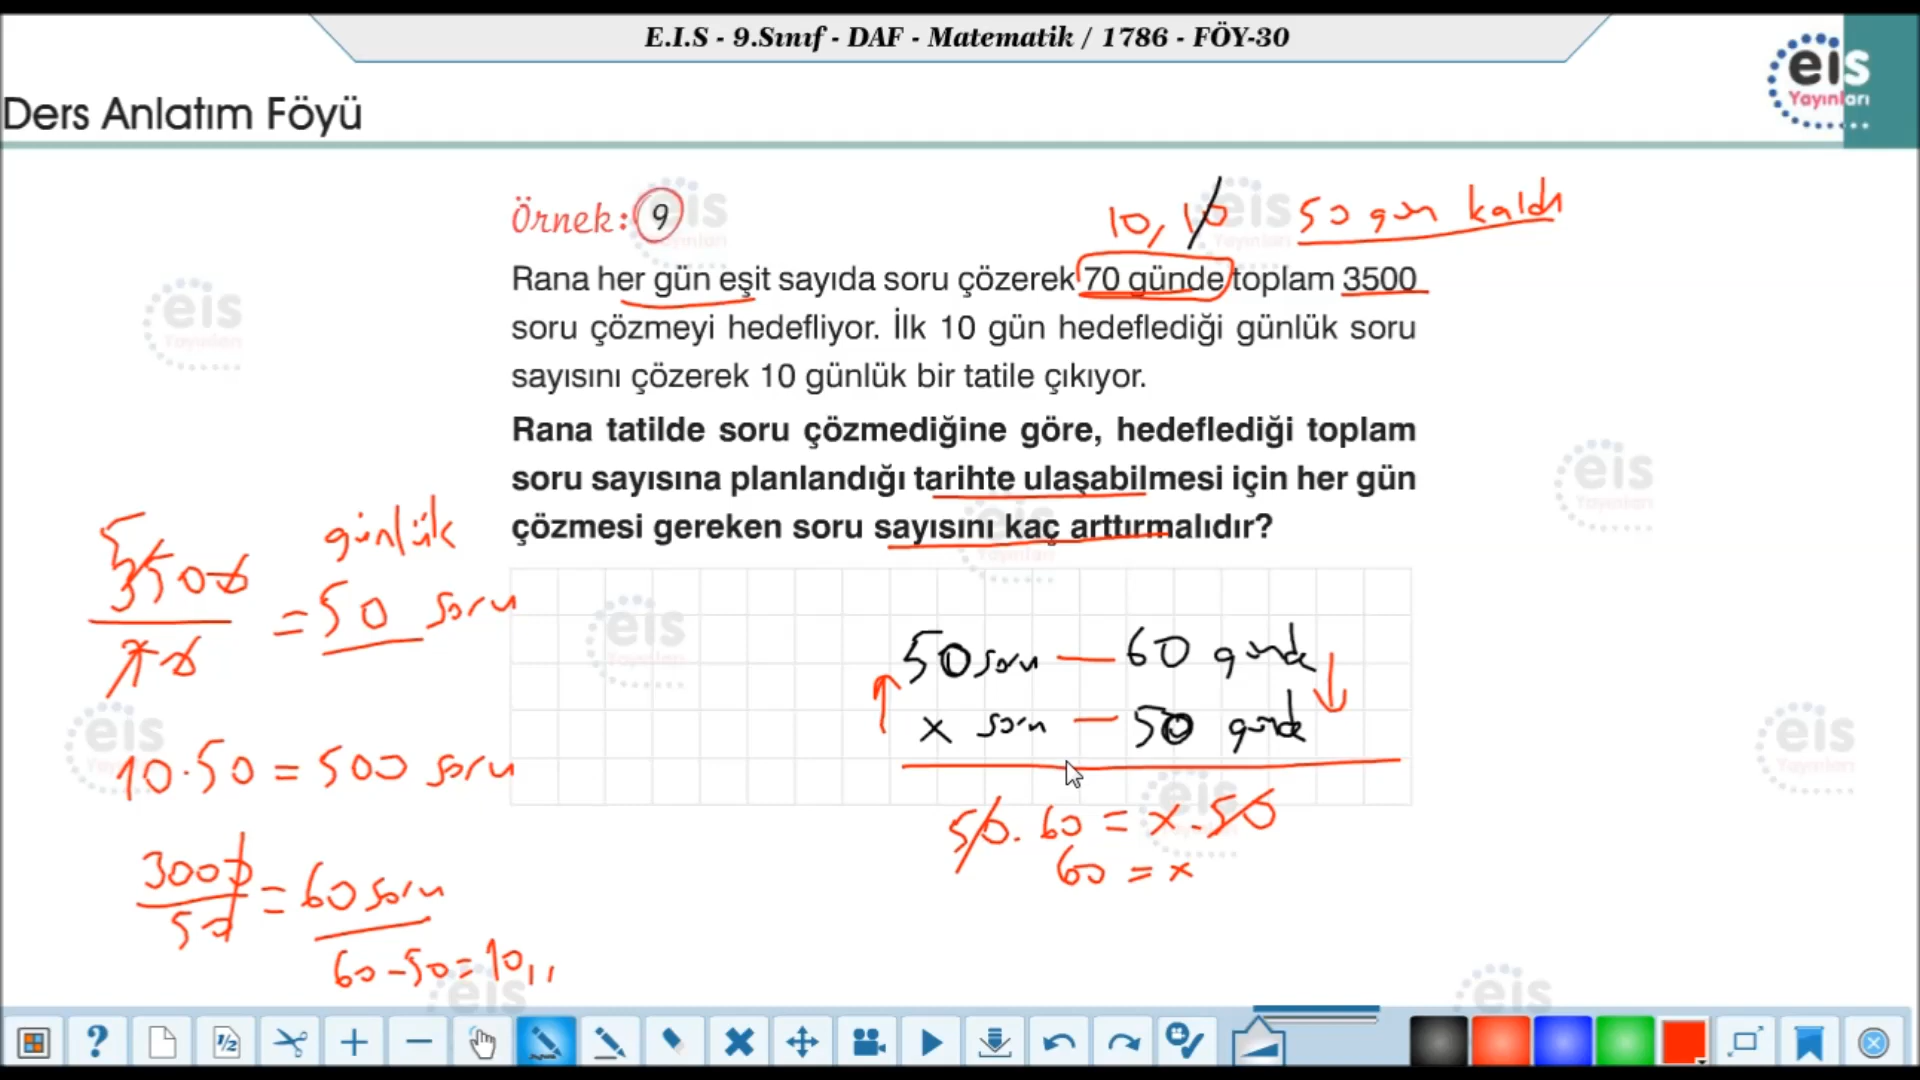 E.I.S - 9.Sınıf - DAF - Matematik / 1786 - FÖY-30
eis
Yayınları
Ders Anlatım Föyü
Örnek: 9
10, 10 50 gün kaldı
Rana her gün eşit sayıda soru çözerek 70 günde toplam 3500
soru çözmeyi hedefliyor. İlk 10 gün hedeflediği günlük soru
sayısını çözerek 10 günlük bir tatile çıkıyor.
Rana tatilde soru çözmediğine göre, hedeflediği toplam
soru sayısına planlandığı tarihte ulaşabilmesi için her gün
çözmesi gereken soru sayısını kaç arttırmalıdır?
5 günlük
3500
70
= 50 soru
10.50 = 500 soru
3000
50
= 60 soru
60-50=10,,
50 soru — 60 günde
x soru — 50 günde
50. 60 = x. 50
60 = x
? 1/2